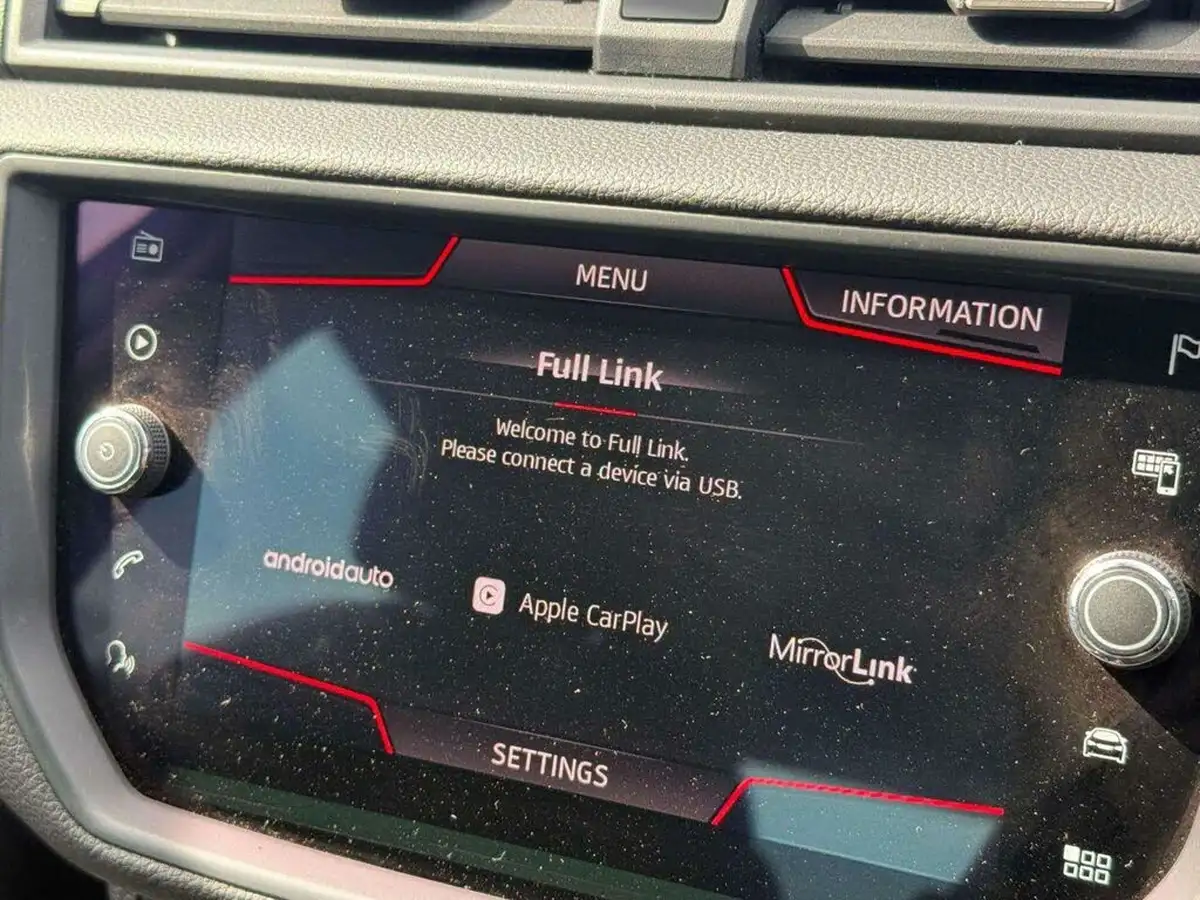 MENU
INFORMATION
Full Link
Welcome to Full Link.
Please connect a device via USB.
androidauto
Apple CarPlay
MirrorLink
SETTINGS